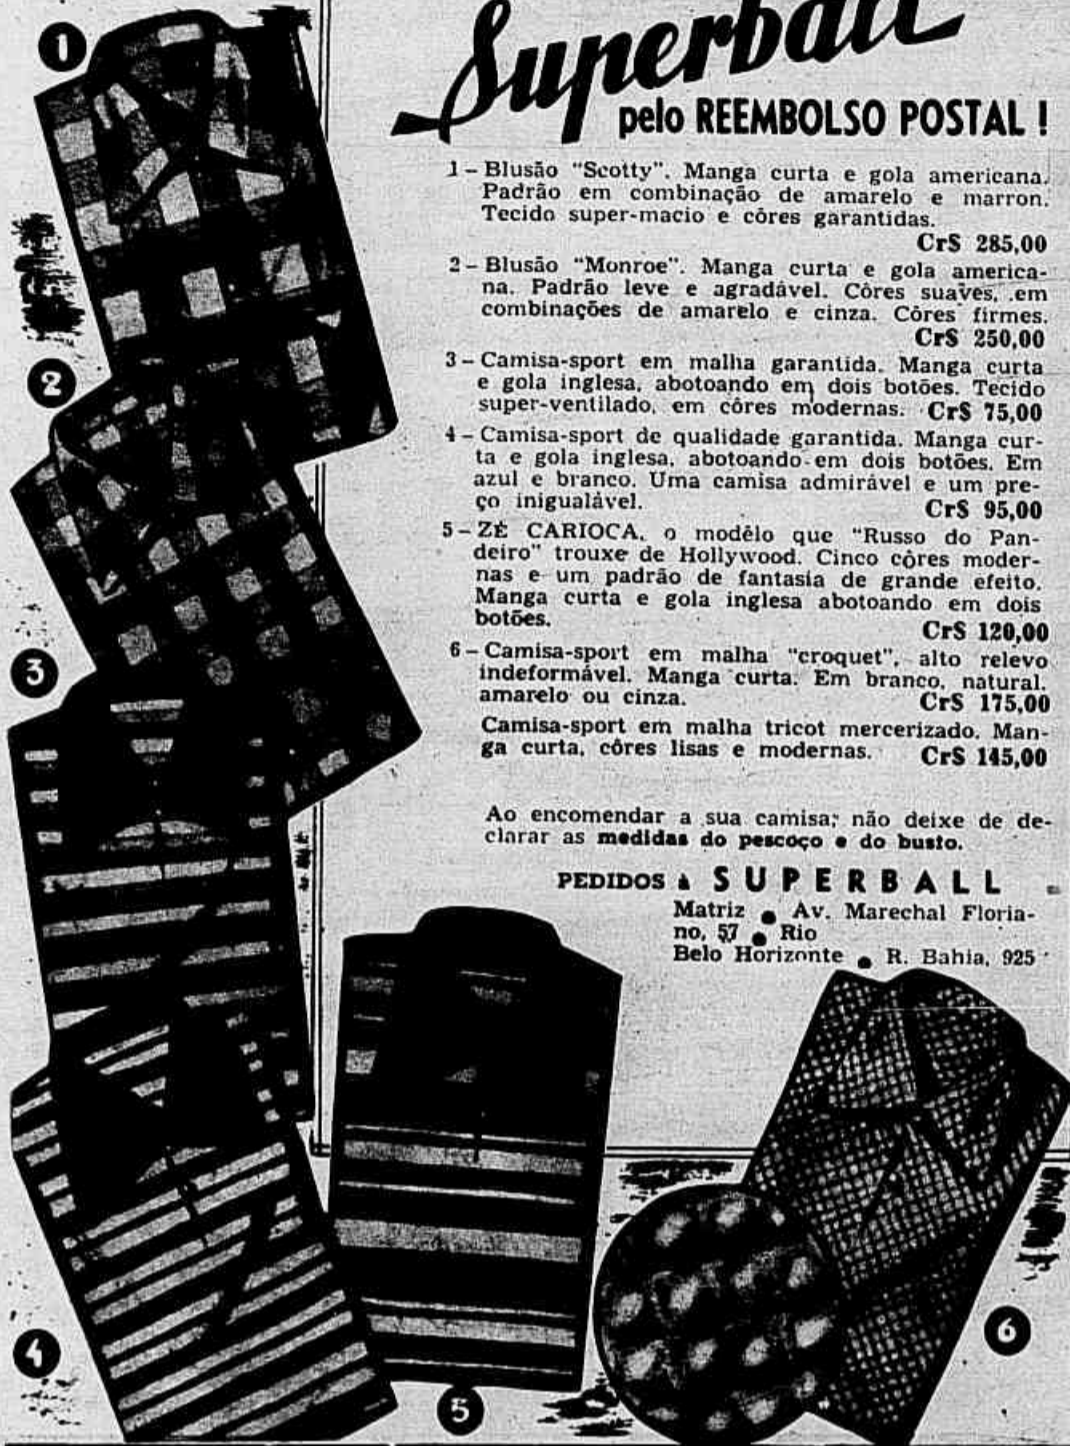 1
Superball
pelo REEMBOLSO POSTAL !
1 – Blusão "Scotty". Manga curta e gola americana.
Padrão em combinação de amarelo e marron.
Tecido super-macio e côres garantidas.
Cr$ 285,00
2 – Blusão "Monroe". Manga curta e gola america-
na. Padrão leve e agradável. Côres suaves, em
combinações de amarelo e cinza. Côres firmes.
Cr$ 250,00
2
3 – Camisa-sport em malha garantida. Manga curta
e gola inglesa, abotoando em dois botões. Tecido
super-ventilado, em côres modernas. Cr$ 75,00
4 – Camisa-sport de qualidade garantida. Manga cur-
ta e gola inglesa, abotoando em dois botões. Em
azul e branco. Uma camisa admirável e um pre-
ço inigualável. Cr$ 95,00
5 – ZÉ CARIOCA, o modêlo que "Russo do Pan-
deiro" trouxe de Hollywood. Cinco côres moder-
nas e um padrão de fantasia de grande efeito.
Manga curta e gola inglesa abotoando em dois
botões. Cr$ 120,00
3
6 – Camisa-sport em malha "croquet", alto relevo
indeformável. Manga curta. Em branco, natural.
amarelo ou cinza. Cr$ 175,00
Camisa-sport em malha tricot mercerizado. Man-
ga curta, côres lisas e modernas. Cr$ 145,00
Ao encomendar a sua camisa; não deixe de de-
clarar as medidas do pescoço e do busto.
PEDIDOS à SUPERBALL
Matriz ● Av. Marechal Floria-
no, 57 ● Rio
Belo Horizonte ● R. Bahia, 925
4
5
6